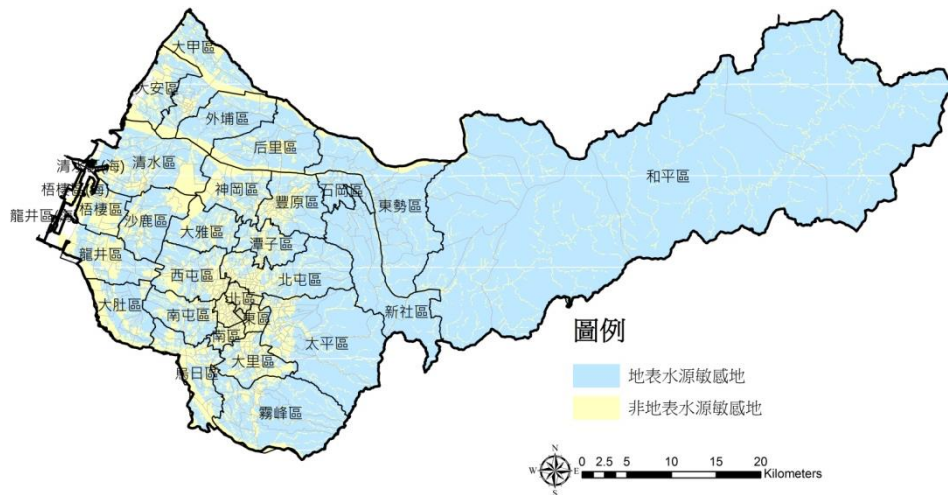 大甲區
大安區
外埔區
后里區
清水區(海)
清水區
神岡區
豐原區
石岡區
東勢區
和平區
梧棲區(海)
梧棲區
沙鹿區
大雅區
潭子區
龍井區
龍井區
西屯區
北屯區
大肚區
南屯區
北區
東區
南區
新社區
太平區
大里區
烏日區
霧峰區
圖例
地表水源敏感地
非地表水源敏感地
N
W
E
S
0 2.5 5 10 15 20
Kilometers